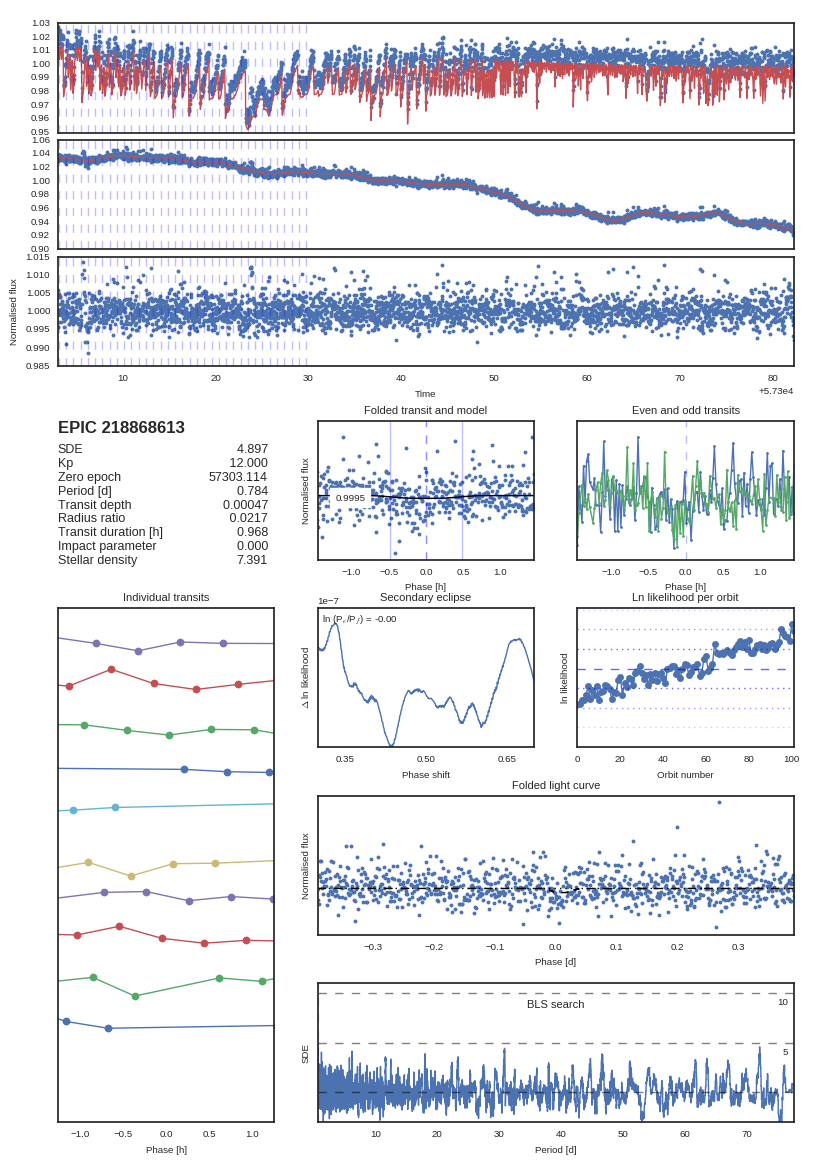 1.03
1.02
1.01
1.00
0.99
0.98
0.97
0.96
0.95
1.06
1.04
1.02
1.00
0.98
0.96
0.94
0.92
0.90
1.015
1.010
1.005
1.000
0.995
0.990
0.985
Normalised flux
10 20 30 40 50 60 70 80
Time
+5.73e4
EPIC 218868613
SDE 4.897
Kp 12.000
Zero epoch 57303.114
Period [d] 0.784
Transit depth 0.00047
Radius ratio 0.0217
Transit duration [h] 0.968
Impact parameter 0.000
Stellar density 7.391
Folded transit and model
Normalised flux
0.9995
−1.0 −0.5 0.0 0.5 1.0
Phase [h]
Even and odd transits
−1.0 −0.5 0.0 0.5 1.0
Phase [h]
Individual transits
−1.0 −0.5 0.0 0.5 1.0
Phase [h]
Secondary eclipse
1e−7
ln (P_e/P_f) = -0.00
Δ ln likelihood
0.35 0.50 0.65
Phase shift
Ln likelihood per orbit
ln likelihood
0 20 40 60 80 100
Orbit number
Folded light curve
Normalised flux
−0.3 −0.2 −0.1 0.0 0.1 0.2 0.3
Phase [d]
BLS search
10
5
SDE
10 20 30 40 50 60 70
Period [d]